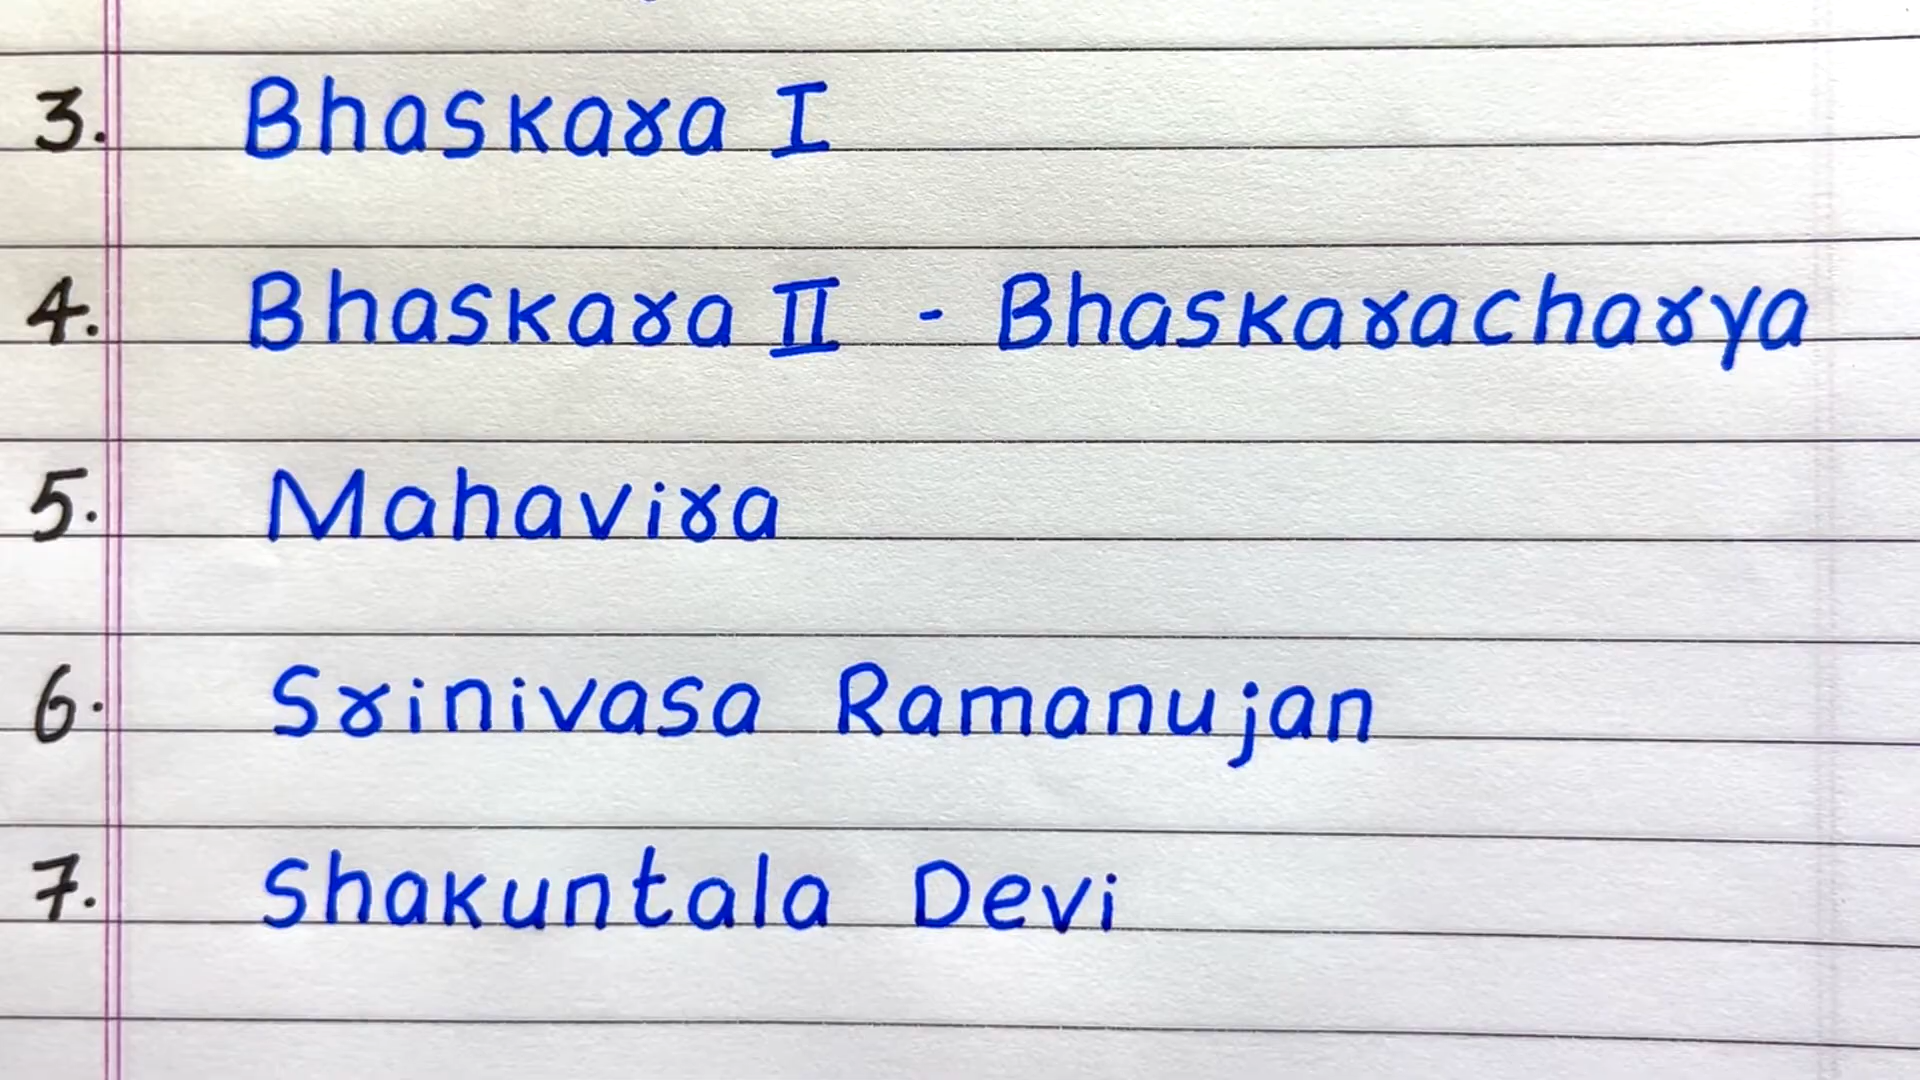 3. Bhaskara I
4. Bhaskara II - Bhaskaracharya
5. Mahavira
6. Srinivasa Ramanujan
7. Shakuntala Devi